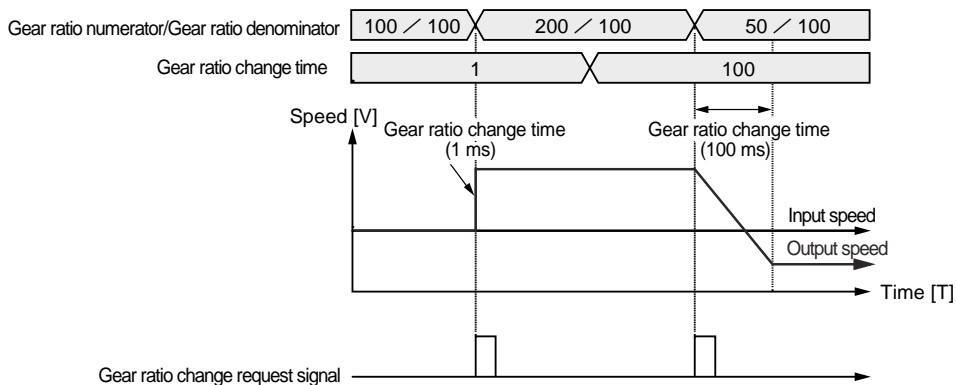 Gear ratio numerator/Gear ratio denominator 100 ／ 100 200 ／ 100 50 ／ 100
Gear ratio change time 1 100
Speed [V]
Gear ratio change time
(1 ms)
Gear ratio change time
(100 ms)
Input speed
Output speed
Time [T]
Gear ratio change request signal